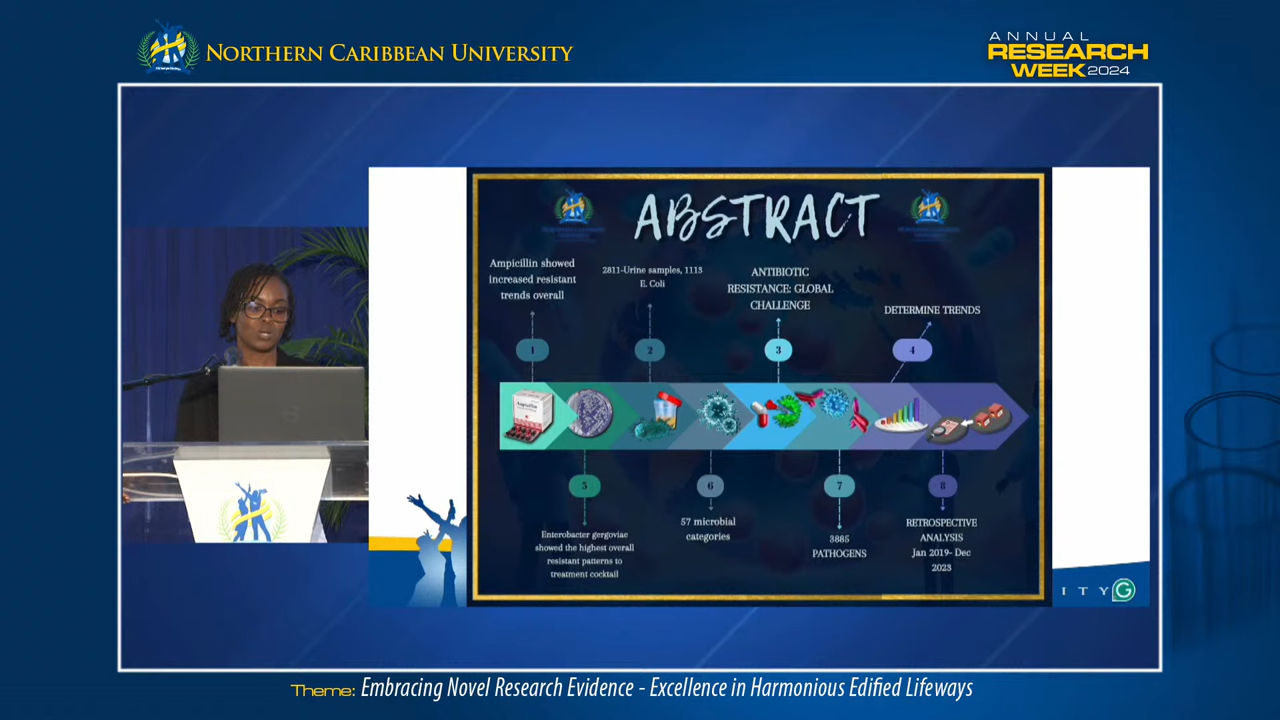 NORTHERN CARIBBEAN UNIVERSITY
ANNUAL
RESEARCH
WEEK 2024
ABSTRACT
Ampicillin showed
increased resistant
trends overall
2811-Urine samples, 1113
E. Coli
ANTIBIOTIC
RESISTANCE: GLOBAL
CHALLENGE
DETERMINE TRENDS
1
2
3
4
5
6
7
8
Enterobacter gergoviae
showed the highest overall
resistant patterns to
treatment cocktail
57 microbial
categories
3885
PATHOGENS
RETROSPECTIVE
ANALYSIS
Jan 2019- Dec
2023
I T Y
G
Theme: Embracing Novel Research Evidence - Excellence in Harmonious Edified Lifeways